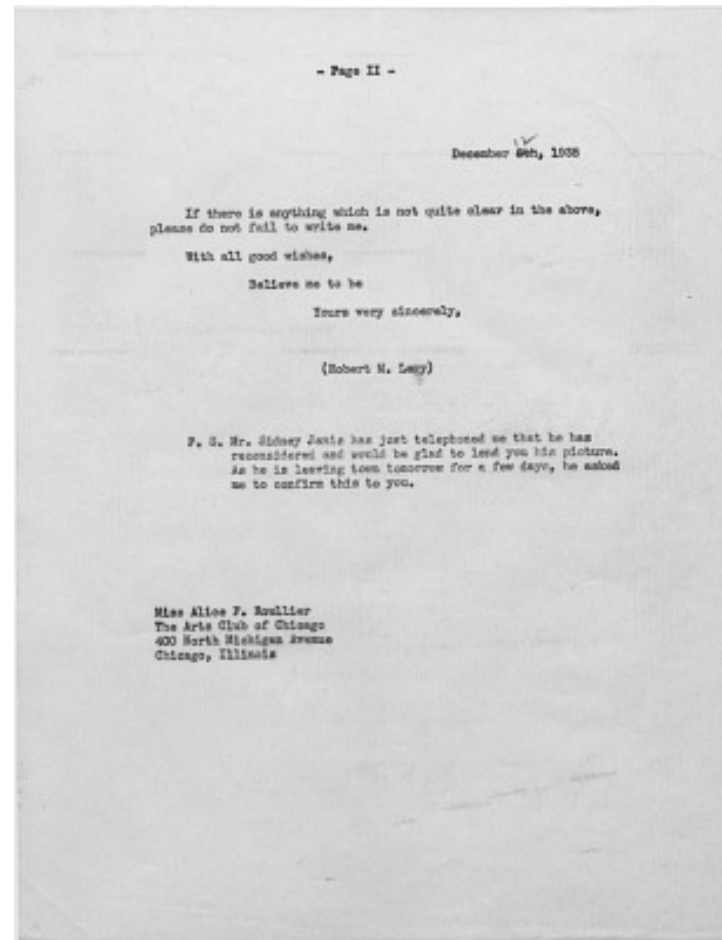 - Page II -
12
December 5th, 1938
If there is anything which is not quite clear in the above,
please do not fail to write me.
With all good wishes,
Believe me to be
Yours very sincerely,
(Robert M. Levy)
P. S. Mr. Sidney Janis has just telephoned me that he has
reconsidered and would be glad to lend you his picture.
As he is leaving town tomorrow for a few days, he asked
me to confirm this to you.
Miss Alice F. Roullier
The Arts Club of Chicago
400 North Michigan Avenue
Chicago, Illinois